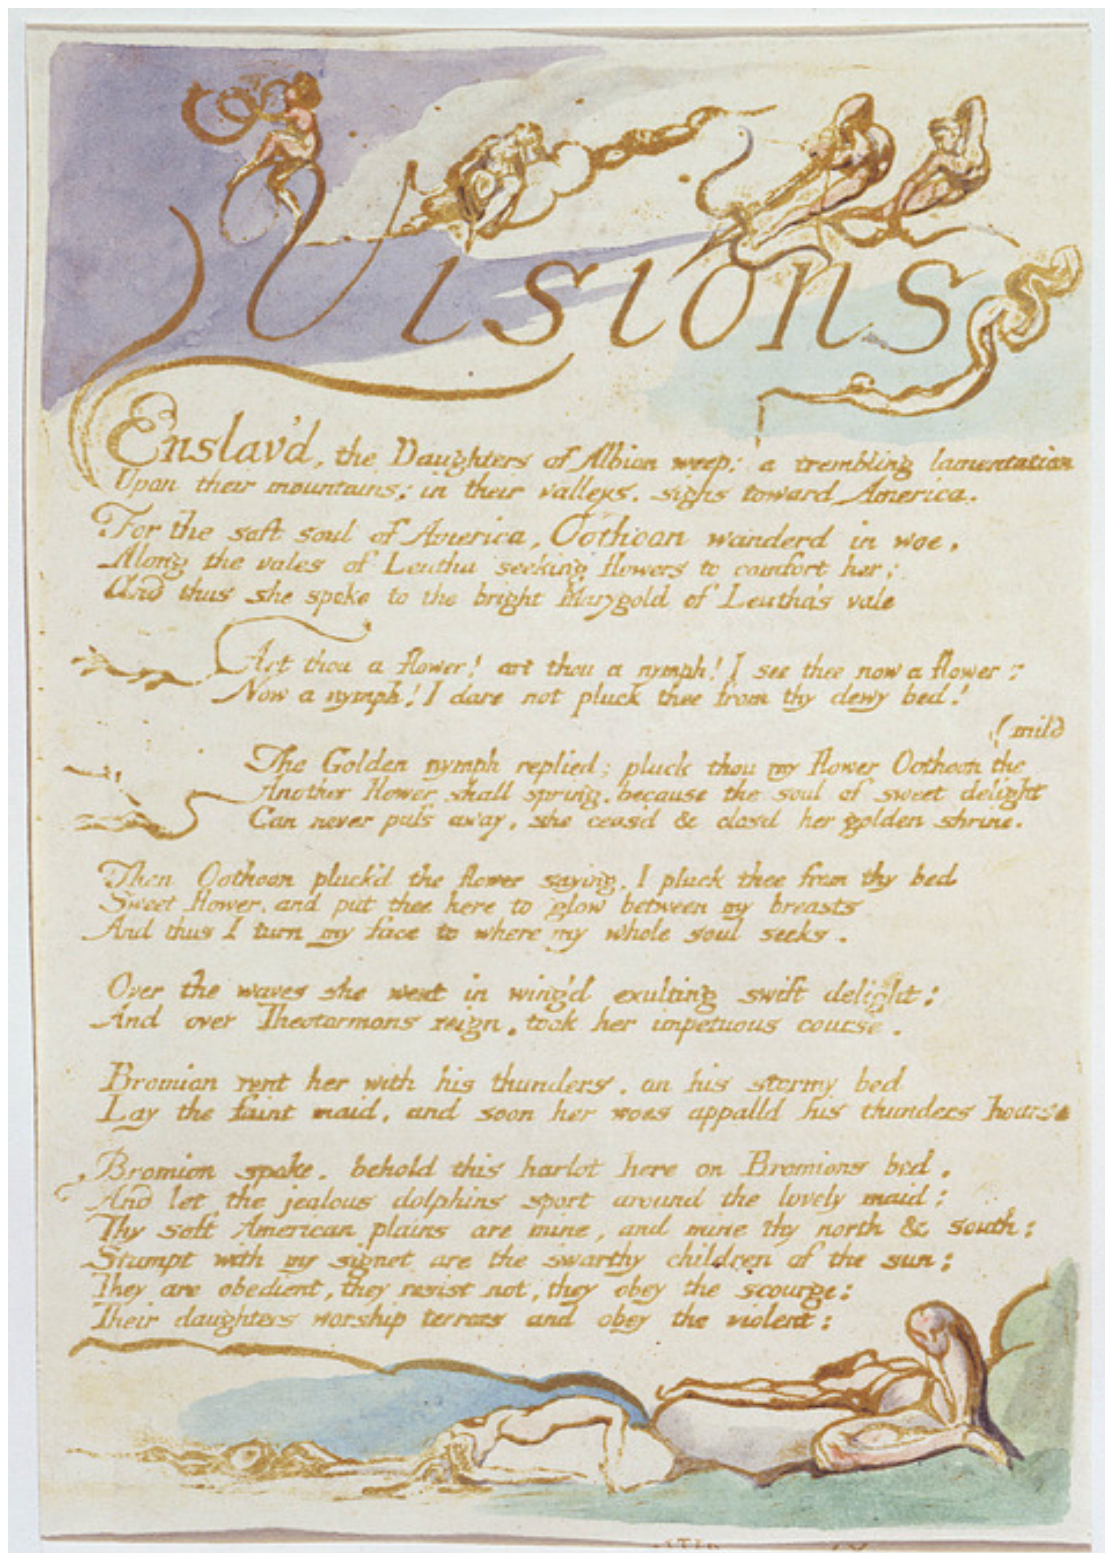 Visions
Enslav'd, the Daughters of Albion weep: a trembling lamentation
Upon their mountains; in their valleys. sighs toward America.
For the soft soul of America, Oothoon wanderd in woe,
Along the vales of Leutha seeking flowers to comfort her;
And thus she spoke to the bright Marygold of Leutha's vale
Art thou a flower! art thou a nymph! I see thee now a flower;
Now a nymph! I dare not pluck thee from thy dewy bed!
(mild
The Golden nymph replied; pluck thou my flower Oothoon the
Another flower shall spring, because the soul of sweet delight
Can never pass away. she ceas'd & closd her golden shrine.
Then Oothoon pluck'd the flower saying, I pluck thee from thy bed
Sweet flower. and put thee here to glow between my breasts
And thus I turn my face to where my whole soul seeks.
Over the waves she went in wing'd exulting swift delight;
And over Theotormons reign, took her impetuous course.
Bromion rent her with his thunders. on his stormy bed
Lay the faint maid, and soon her woes appalld his thunders hoarse
Bromion spoke. behold this harlot here on Bromions bed,
And let the jealous dolphins sport around the lovely maid;
Thy soft American plains are mine, and mine thy north & south:
Stampt with my signet are the swarthy children of the sun:
They are obedient, they resist not, they obey the scourge:
Their daughters worship terrors and obey the violent: